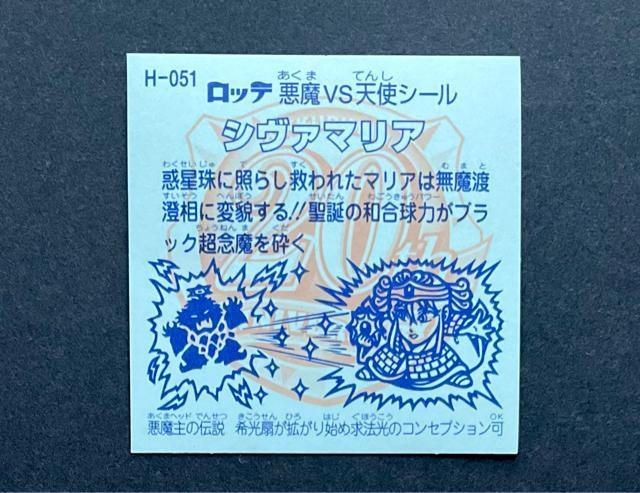 H-051 ロッテ 悪魔VS天使シール
シヴァマリア
惑星珠に照らし救われたマリアは無魔渡
澄相に変貌する!!聖誕の和合球力がブラ
ック超念魔を砕く
悪魔主の伝説 希光扇が拡がり始め求法光のコンセプション可